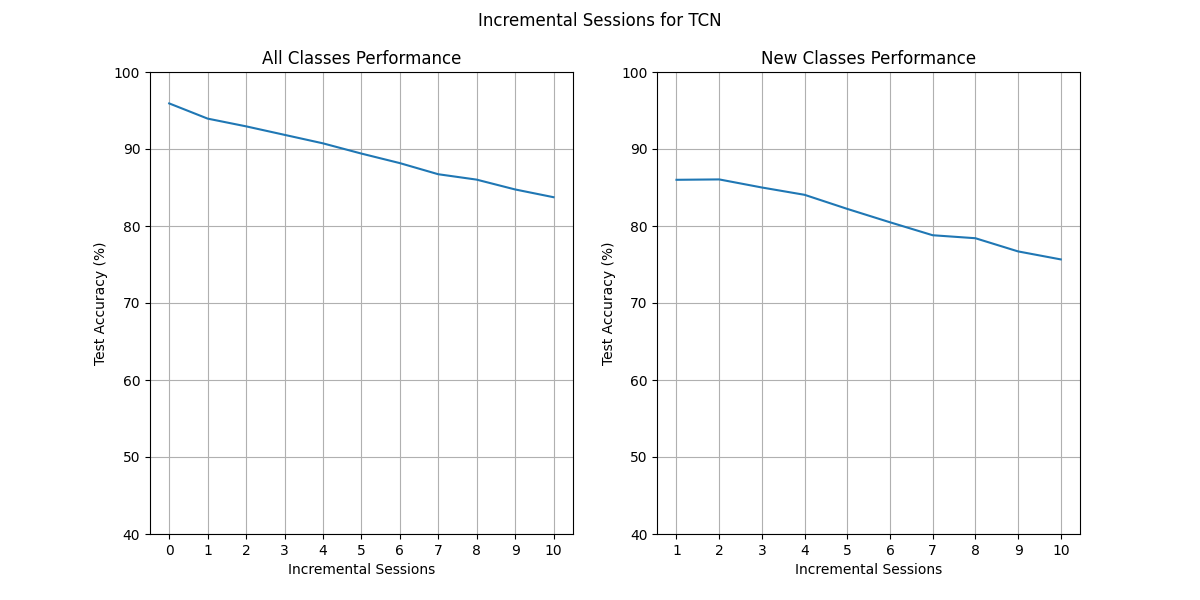 Incremental Sessions for TCN
All Classes Performance
100
90
80
70
60
50
40
Test Accuracy (%)
0 1 2 3 4 5 6 7 8 9 10
Incremental Sessions
New Classes Performance
100
90
80
70
60
50
40
Test Accuracy (%)
1 2 3 4 5 6 7 8 9 10
Incremental Sessions